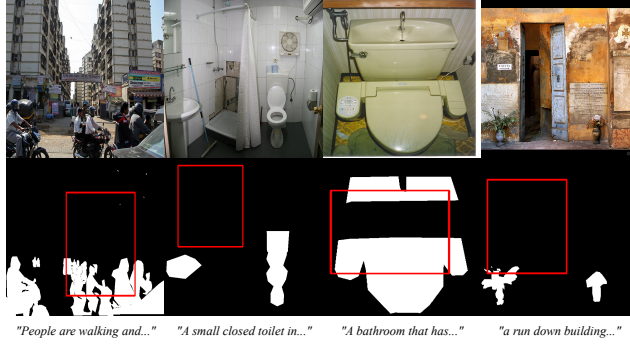 "People are walking and..."
"A small closed toilet in..."
"A bathroom that has..."
"a run down building..."